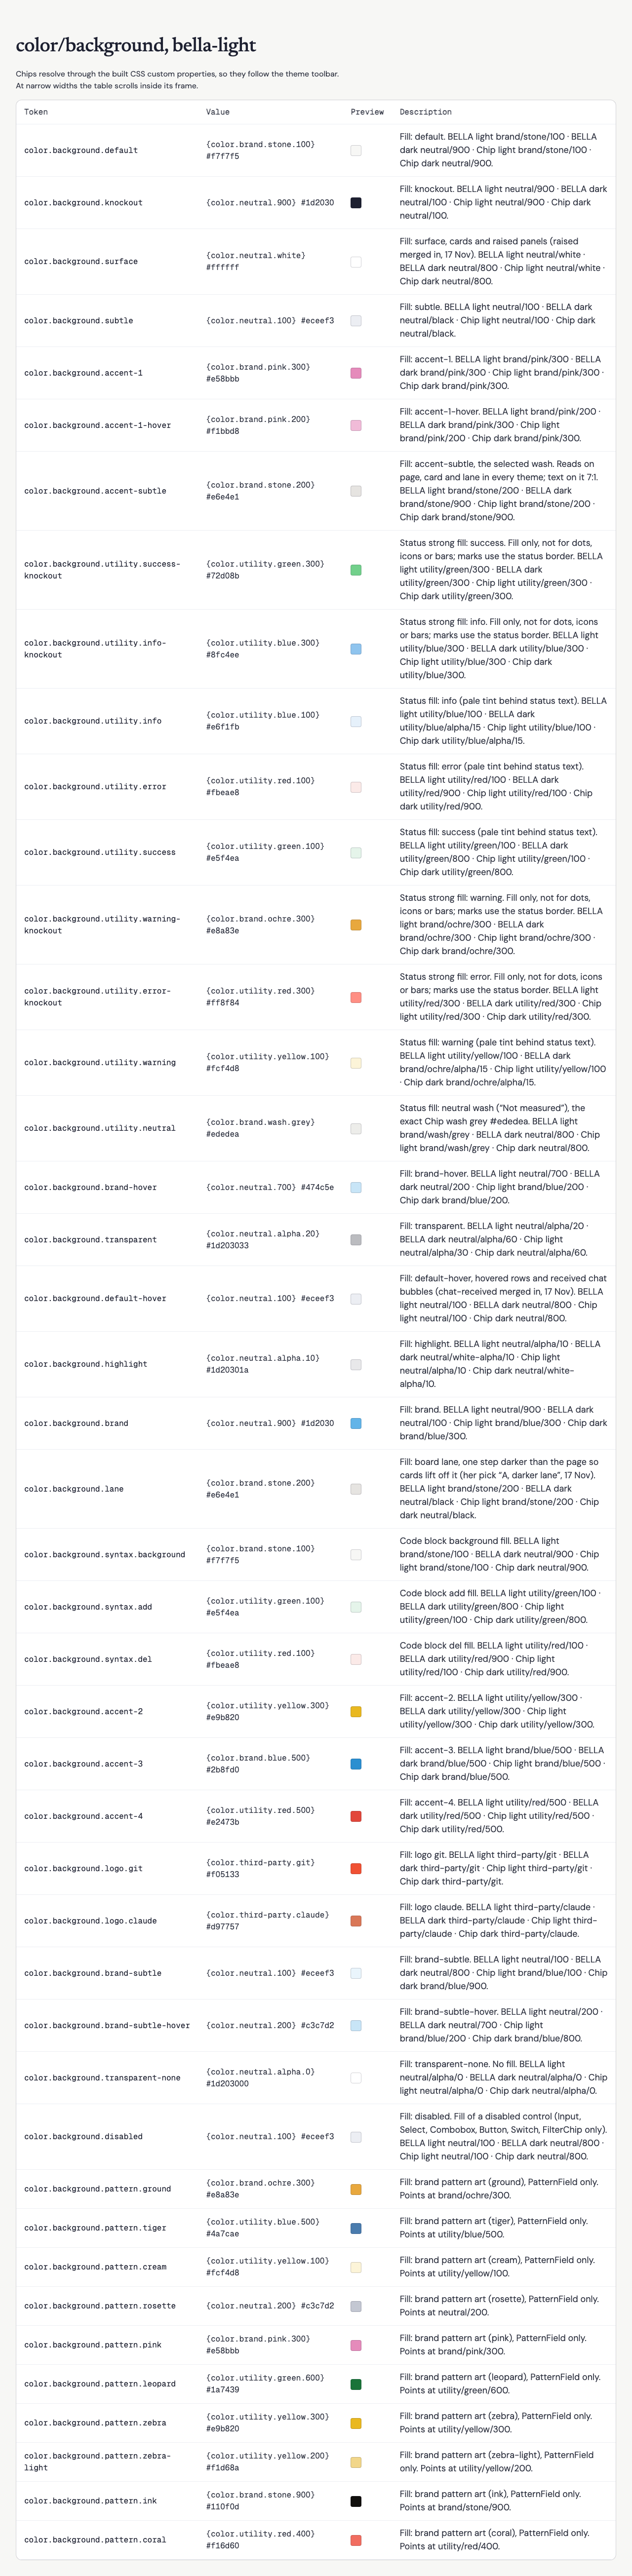 color/background, bella-light
Chips resolve through the built CSS custom properties, so they follow the theme toolbar.
At narrow widths the table scrolls inside its frame.
Token Value Preview Description
color.background.default {color.brand.stone.100} #f7f7f5 Fill: default. BELLA light brand/stone/100 · BELLA dark neutral/900 · Chip light brand/stone/100 · Chip dark neutral/900.
color.background.knockout {color.neutral.900} #1d2030 Fill: knockout. BELLA light neutral/900 · BELLA dark neutral/100 · Chip light neutral/900 · Chip dark neutral/100.
color.background.surface {color.neutral.white} #ffffff Fill: surface, cards and raised panels (raised merged in, 17 Nov). BELLA light neutral/white · BELLA dark neutral/800 · Chip light neutral/white · Chip dark neutral/800.
color.background.subtle {color.neutral.100} #eceef3 Fill: subtle. BELLA light neutral/100 · BELLA dark neutral/black · Chip light neutral/100 · Chip dark neutral/black.
color.background.accent-1 {color.brand.pink.300} #e58bbb Fill: accent-1. BELLA light brand/pink/300 · BELLA dark brand/pink/300 · Chip light brand/pink/300 · Chip dark brand/pink/300.
color.background.accent-1-hover {color.brand.pink.200} #f1bbd8 Fill: accent-1-hover. BELLA light brand/pink/200 · BELLA dark brand/pink/300 · Chip light brand/pink/200 · Chip dark brand/pink/300.
color.background.accent-subtle {color.brand.stone.200} #e6e4e1 Fill: accent-subtle, the selected wash. Reads on page, card and lane in every theme; text on it 7:1. BELLA light brand/stone/200 · BELLA dark brand/stone/900 · Chip light brand/stone/200 · Chip dark brand/stone/900.
color.background.utility.success-knockout {color.utility.green.300} #72d08b Status strong fill: success. Fill only, not for dots, icons or bars; marks use the status border. BELLA light utility/green/300 · BELLA dark utility/green/300 · Chip light utility/green/300 · Chip dark utility/green/300.
color.background.utility.info-knockout {color.utility.blue.300} #8fc4ee Status strong fill: info. Fill only, not for dots, icons or bars; marks use the status border. BELLA light utility/blue/300 · BELLA dark utility/blue/300 · Chip light utility/blue/300 · Chip dark utility/blue/300.
color.background.utility.info {color.utility.blue.100} #e6f1fb Status fill: info (pale tint behind status text). BELLA light utility/blue/100 · BELLA dark utility/blue/alpha/15 · Chip light utility/blue/100 · Chip dark utility/blue/alpha/15.
color.background.utility.error {color.utility.red.100} #fbeae8 Status fill: error (pale tint behind status text). BELLA light utility/red/100 · BELLA dark utility/red/900 · Chip light utility/red/100 · Chip dark utility/red/900.
color.background.utility.success {color.utility.green.100} #e5f4ea Status fill: success (pale tint behind status text). BELLA light utility/green/100 · BELLA dark utility/green/800 · Chip light utility/green/100 · Chip dark utility/green/800.
color.background.utility.warning-knockout {color.brand.ochre.300} #e8a83e Status strong fill: warning. Fill only, not for dots, icons or bars; marks use the status border. BELLA light brand/ochre/300 · BELLA dark brand/ochre/300 · Chip light brand/ochre/300 · Chip dark brand/ochre/300.
color.background.utility.error-knockout {color.utility.red.300} #ff8f84 Status strong fill: error. Fill only, not for dots, icons or bars; marks use the status border. BELLA light utility/red/300 · BELLA dark utility/red/300 · Chip light utility/red/300 · Chip dark utility/red/300.
color.background.utility.warning {color.utility.yellow.100} #fcf4d8 Status fill: warning (pale tint behind status text). BELLA light utility/yellow/100 · BELLA dark brand/ochre/alpha/15 · Chip light utility/yellow/100 · Chip dark brand/ochre/alpha/15.
color.background.utility.neutral {color.brand.wash.grey} #ededea Status fill: neutral wash (“Not measured”), the exact Chip wash grey #ededea. BELLA light brand/wash/grey · BELLA dark neutral/800 · Chip light brand/wash/grey · Chip dark neutral/800.
color.background.brand-hover {color.neutral.700} #474c5e Fill: brand-hover. BELLA light neutral/700 · BELLA dark neutral/200 · Chip light brand/blue/200 · Chip dark brand/blue/200.
color.background.transparent {color.neutral.alpha.20} #1d203033 Fill: transparent. BELLA light neutral/alpha/20 · BELLA dark neutral/alpha/60 · Chip light neutral/alpha/30 · Chip dark neutral/alpha/60.
color.background.default-hover {color.neutral.100} #eceef3 Fill: default-hover, hovered rows and received chat bubbles (chat-received merged in, 17 Nov). BELLA light neutral/100 · BELLA dark neutral/800 · Chip light neutral/100 · Chip dark neutral/800.
color.background.highlight {color.neutral.alpha.10} #1d20301a Fill: highlight. BELLA light neutral/alpha/10 · BELLA dark neutral/white-alpha/10 · Chip light neutral/alpha/10 · Chip dark neutral/white-alpha/10.
color.background.brand {color.neutral.900} #1d2030 Fill: brand. BELLA light neutral/900 · BELLA dark neutral/100 · Chip light brand/blue/300 · Chip dark brand/blue/300.
color.background.lane {color.brand.stone.200} #e6e4e1 Fill: board lane, one step darker than the page so cards lift off it (her pick “A, darker lane”, 17 Nov). BELLA light brand/stone/200 · BELLA dark neutral/black · Chip light brand/stone/200 · Chip dark neutral/black.
color.background.syntax.background {color.brand.stone.100} #f7f7f5 Code block background fill. BELLA light brand/stone/100 · BELLA dark neutral/900 · Chip light brand/stone/100 · Chip dark neutral/900.
color.background.syntax.add {color.utility.green.100} #e5f4ea Code block add fill. BELLA light utility/green/100 · BELLA dark utility/green/800 · Chip light utility/green/100 · Chip dark utility/green/800.
color.background.syntax.del {color.utility.red.100} #fbeae8 Code block del fill. BELLA light utility/red/100 · BELLA dark utility/red/900 · Chip light utility/red/100 · Chip dark utility/red/900.
color.background.accent-2 {color.utility.yellow.300} #e9b820 Fill: accent-2. BELLA light utility/yellow/300 · BELLA dark utility/yellow/300 · Chip light utility/yellow/300 · Chip dark utility/yellow/300.
color.background.accent-3 {color.brand.blue.500} #2b8fd0 Fill: accent-3. BELLA light brand/blue/500 · BELLA dark brand/blue/500 · Chip light brand/blue/500 · Chip dark brand/blue/500.
color.background.accent-4 {color.utility.red.500} #e2473b Fill: accent-4. BELLA light utility/red/500 · BELLA dark utility/red/500 · Chip light utility/red/500 · Chip dark utility/red/500.
color.background.logo.git {color.third-party.git} #f05133 Fill: logo git. BELLA light third-party/git · BELLA dark third-party/git · Chip light third-party/git · Chip dark third-party/git.
color.background.logo.claude {color.third-party.claude} #d97757 Fill: logo claude. BELLA light third-party/claude · BELLA dark third-party/claude · Chip light third-party/claude · Chip dark third-party/claude.
color.background.brand-subtle {color.neutral.100} #eceef3 Fill: brand-subtle. BELLA light neutral/100 · BELLA dark neutral/800 · Chip light brand/blue/100 · Chip dark brand/blue/900.
color.background.brand-subtle-hover {color.neutral.200} #c3c7d2 Fill: brand-subtle-hover. BELLA light neutral/200 · BELLA dark neutral/700 · Chip light brand/blue/200 · Chip dark brand/blue/800.
color.background.transparent-none {color.neutral.alpha.0} #1d203000 Fill: transparent-none. No fill. BELLA light neutral/alpha/0 · BELLA dark neutral/alpha/0 · Chip light neutral/alpha/0 · Chip dark neutral/alpha/0.
color.background.disabled {color.neutral.100} #eceef3 Fill: disabled. Fill of a disabled control (Input, Select, Combobox, Button, Switch, FilterChip only). BELLA light neutral/100 · BELLA dark neutral/800 · Chip light neutral/100 · Chip dark neutral/800.
color.background.pattern.ground {color.brand.ochre.300} #e8a83e Fill: brand pattern art (ground), PatternField only. Points at brand/ochre/300.
color.background.pattern.tiger {color.utility.blue.500} #4a7cae Fill: brand pattern art (tiger), PatternField only. Points at utility/blue/500.
color.background.pattern.cream {color.utility.yellow.100} #fcf4d8 Fill: brand pattern art (cream), PatternField only. Points at utility/yellow/100.
color.background.pattern.rosette {color.neutral.200} #c3c7d2 Fill: brand pattern art (rosette), PatternField only. Points at neutral/200.
color.background.pattern.pink {color.brand.pink.300} #e58bbb Fill: brand pattern art (pink), PatternField only. Points at brand/pink/300.
color.background.pattern.leopard {color.utility.green.600} #1a7439 Fill: brand pattern art (leopard), PatternField only. Points at utility/green/600.
color.background.pattern.zebra {color.utility.yellow.300} #e9b820 Fill: brand pattern art (zebra), PatternField only. Points at utility/yellow/300.
color.background.pattern.zebra-light {color.utility.yellow.200} #f1d68a Fill: brand pattern art (zebra-light), PatternField only. Points at utility/yellow/200.
color.background.pattern.ink {color.brand.stone.900} #110f0d Fill: brand pattern art (ink), PatternField only. Points at brand/stone/900.
color.background.pattern.coral {color.utility.red.400} #f16d60 Fill: brand pattern art (coral), PatternField only. Points at utility/red/400.